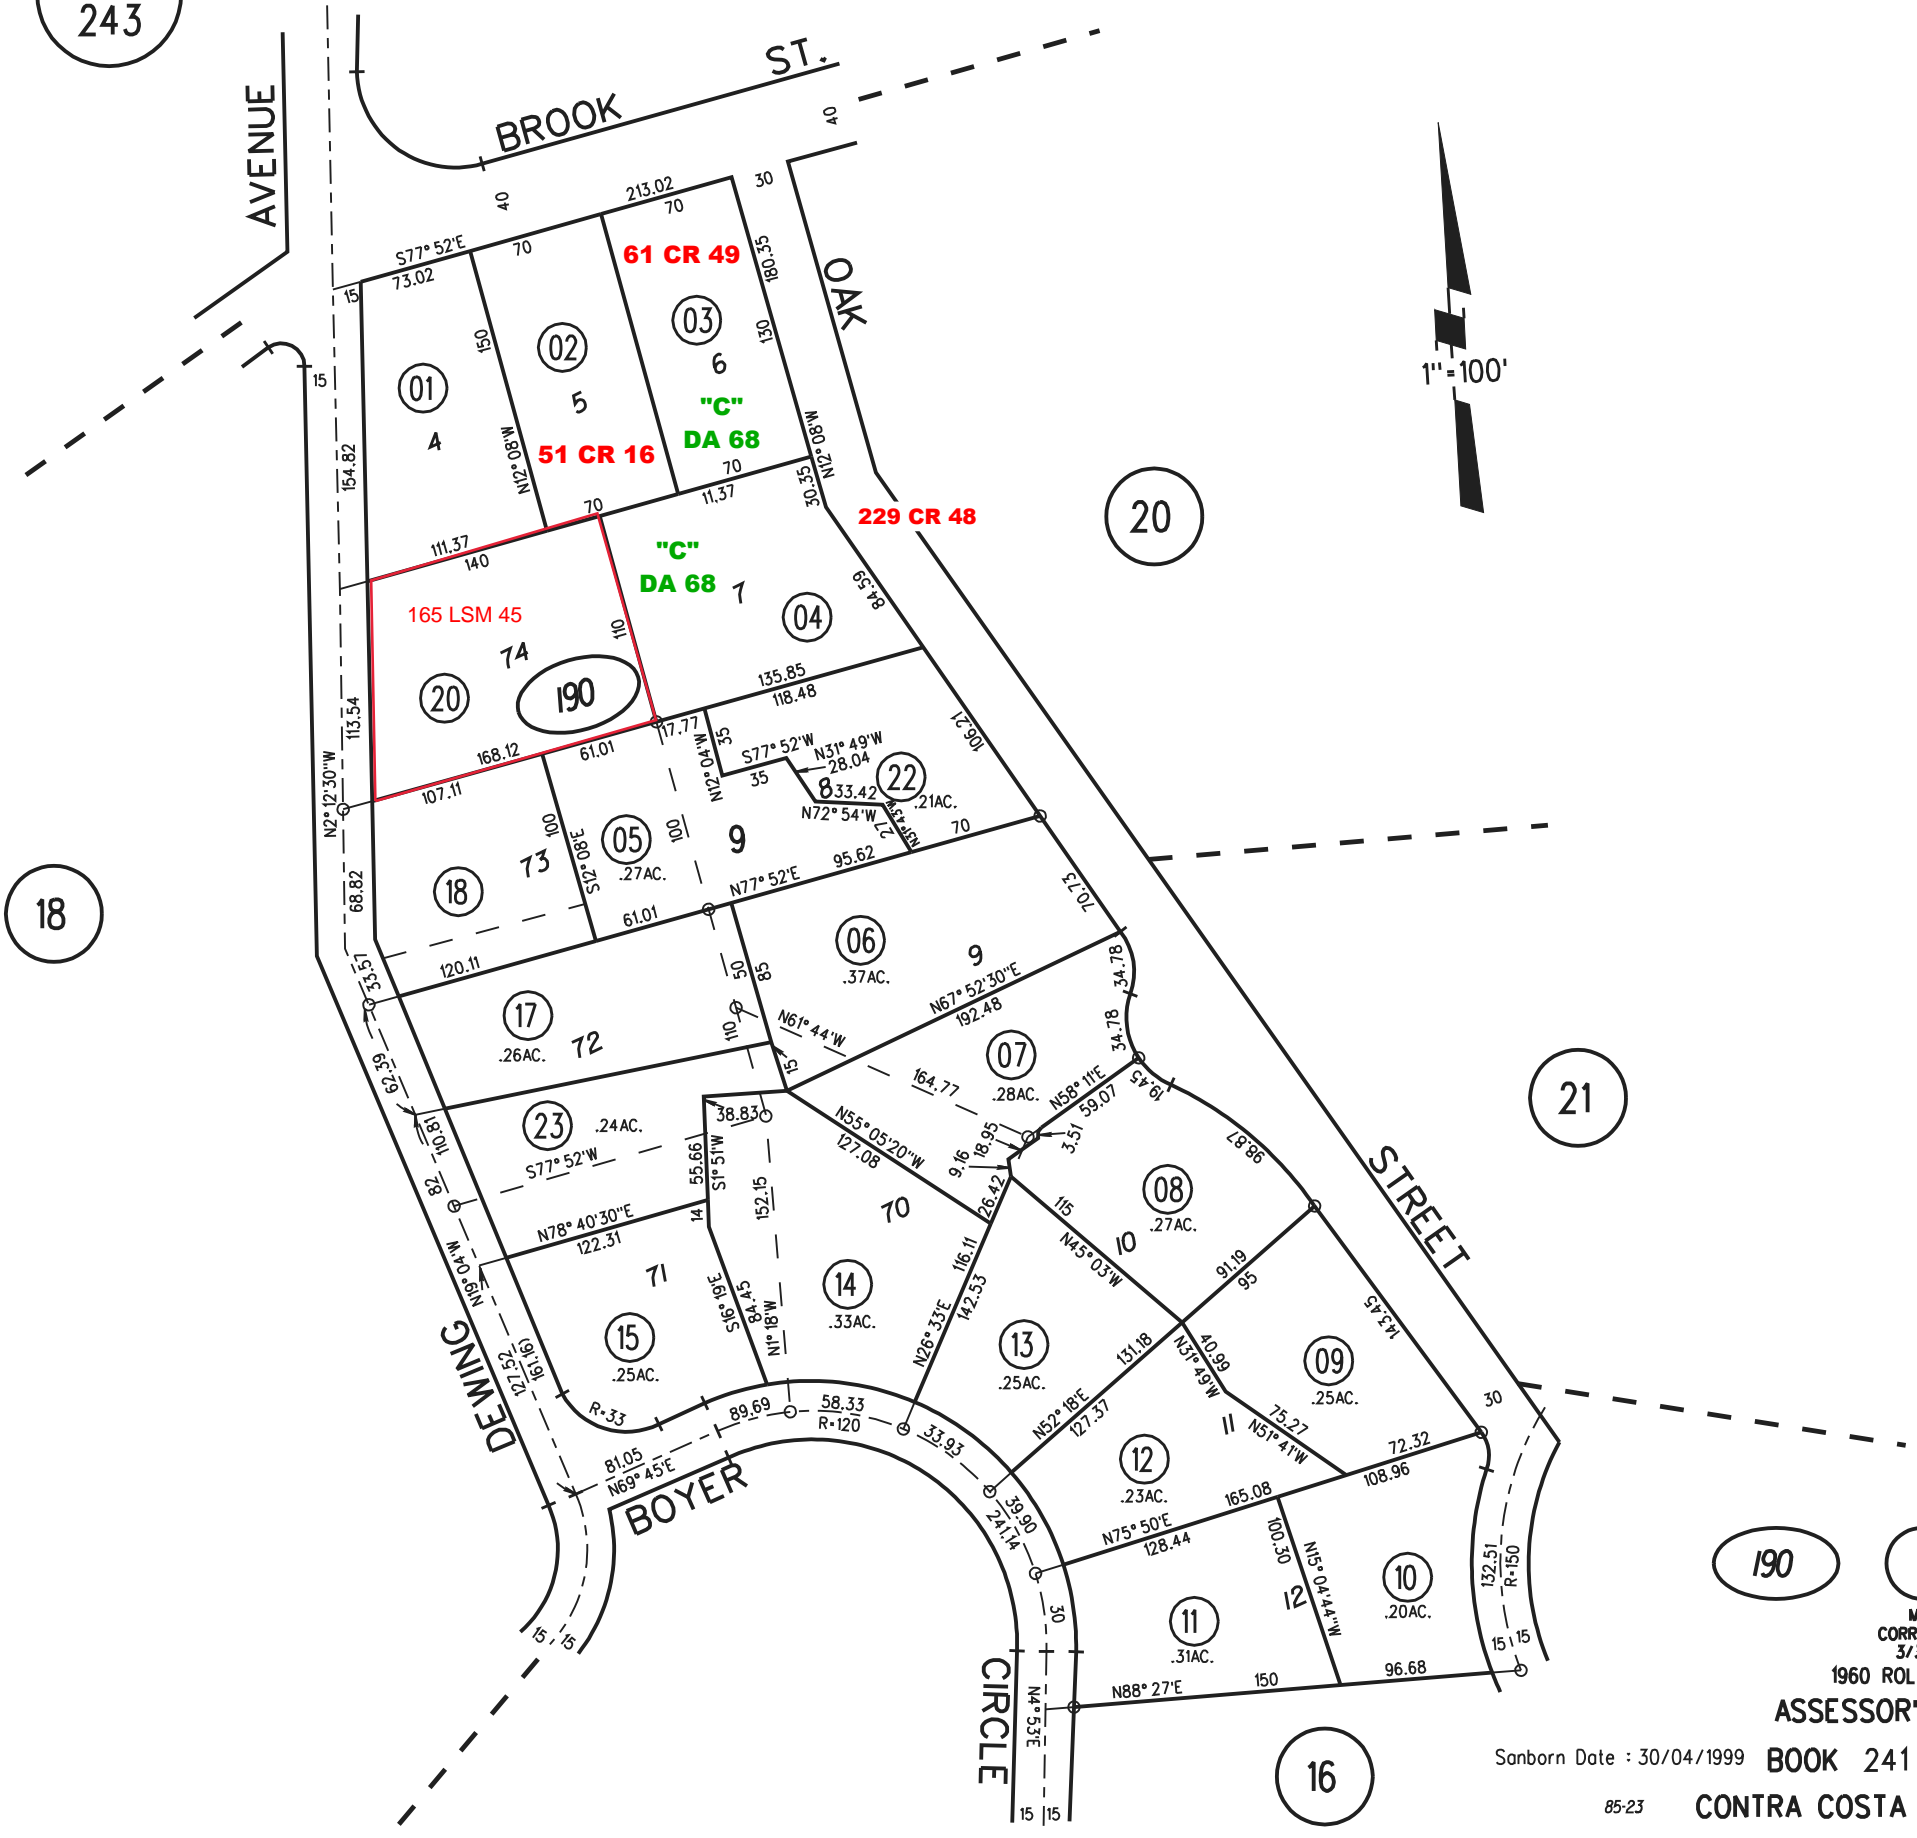 243
AVENUE
BROOK ST.
40
40
30
213.02
70
S77° 52'E
70
73.02
15
15
61 CR 49
180.35
OAK
03
6
130
150
02
5
01
4
"C"
DA 68
51 CR 16
N12° 08'W
N12° 08'W
70
30.35
11.37
154.82
70
229 CR 48
20
1"=100'
111.37
140
"C"
DA 68
7
84.59
04
165 LSM 45
110
74
20
190
135.85
118.48
113.54
168.12
61.01
17.77
107.11
N2° 12'30"W
N12° 04'W
35
S77° 52'W
35
N31° 49'W
28.04
8
33.42
N72° 54'W
22
.21AC.
27
N31° 43'W
106.21
70
100
S12° 08'E
05
.27AC.
100
9
95.62
N77° 52'E
73
18
18
68.82
61.01
70.73
06
.37AC.
9
120.11
33.57
50
85
N67° 52'30"E
192.48
34.78
34.78
17
.26AC.
72
110
N61° 44'W
15
07
.28AC.
164.77
N58° 11'E
59.07
19.45
62.39
110.81
82
23
.24AC.
S77° 52'W
38.83
55.66
S1° 51'W
N55° 05'20"W
127.08
18.95
9.16
3.51
98.87
21
STREET
26.42
08
.27AC.
115
10
N45° 03'W
91.19
95
143.45
N78° 40'30"E
122.31
14
152.15
70
71
N19° 04'W
116.11
142.53
N26° 33'E
14
.33AC.
S16° 19'E
84.45
N1° 18'W
15
.25AC.
13
.25AC.
131.18
N52° 18'E
127.37
40.99
N31° 49'W
09
.25AC.
30
DEWING
127.52
161.16)
R=33
89.69
58.33
R=120
33.93
11
75.27
N51° 41'W
72.32
108.96
12
.23AC.
81.05
N69° 45'E
BOYER
39.90
241.14
165.08
N75° 50'E
128.44
100.30
N15° 04'44"W
132.51
R=150
190
12
10
.20AC.
11
.31AC.
30
15
15
15 15
CORR
3/
1960 ROL
CIRCLE
N4° 53'E
N88° 27'E
150
96.68
ASSESSOR'
Sanborn Date : 30/04/1999 BOOK 241
16
85-23 CONTRA COSTA
15 15